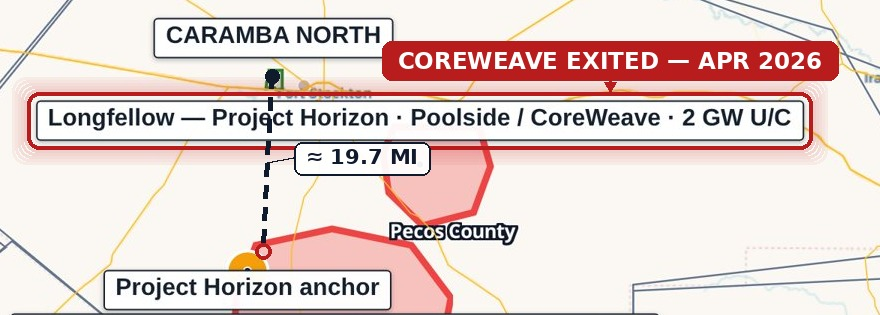 CARAMBA NORTH
COREWEAVE EXITED — APR 2026
Longfellow — Project Horizon · Poolside / CoreWeave · 2 GW U/C
≈ 19.7 MI
Pecos County
Project Horizon anchor